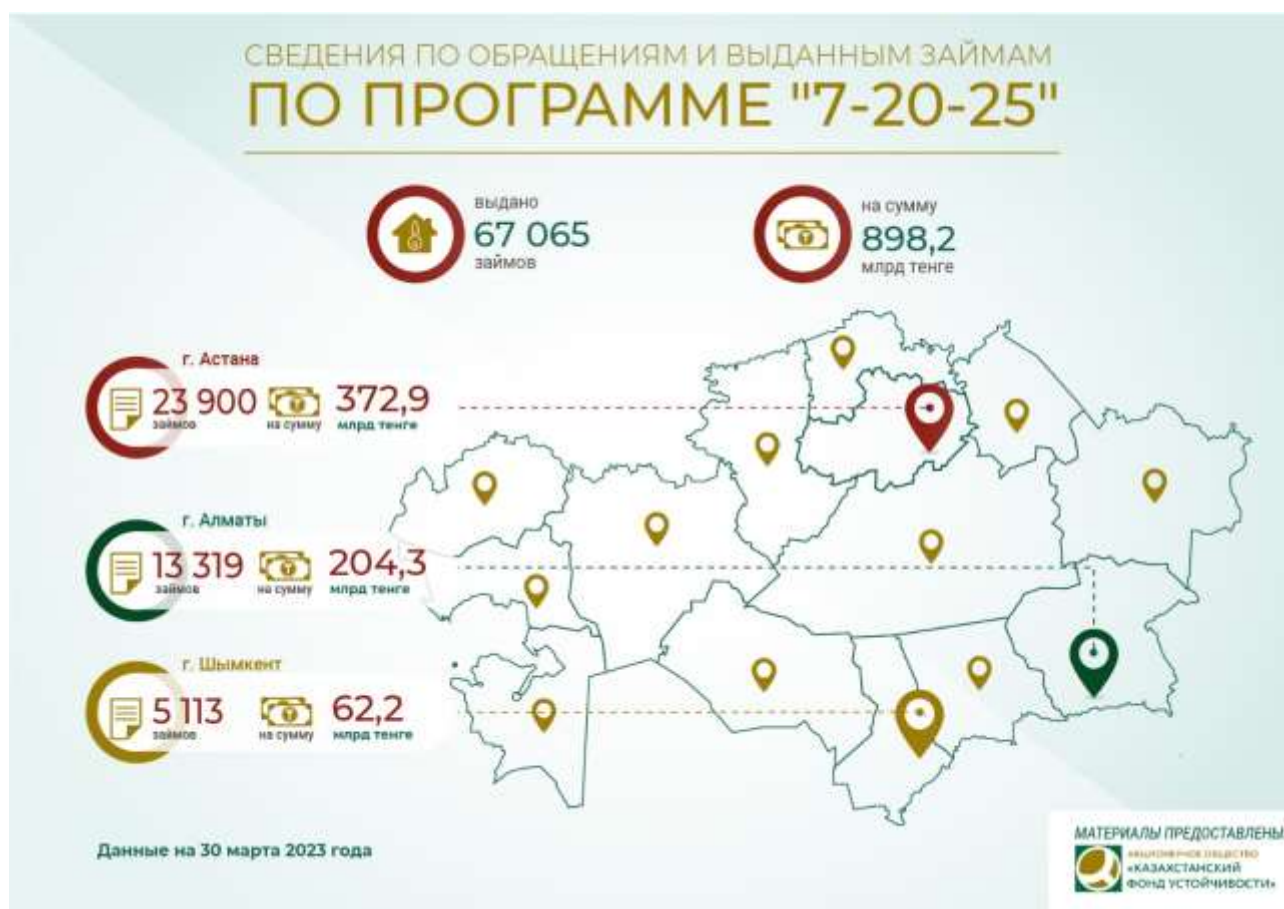 СВЕДЕНИЯ ПО ОБРАЩЕНИЯМ И ВЫДАННЫМ ЗАЙМАМ
ПО ПРОГРАММЕ "7-20-25"
выдано
67 065
займов
на сумму
898,2
млрд тенге
г. Астана
23 900
займов
на сумму
372,9
млрд тенге
г. Алматы
13 319
займов
на сумму
204,3
млрд тенге
г. Шымкент
5 113
займов
на сумму
62,2
млрд тенге
Данные на 30 марта 2023 года
МАТЕРИАЛЫ ПРЕДОСТАВЛЕНЫ
АКЦИОНЕРНОЕ ОБЩЕСТВО
«КАЗАХСТАНСКИЙ
ФОНД УСТОЙЧИВОСТИ»